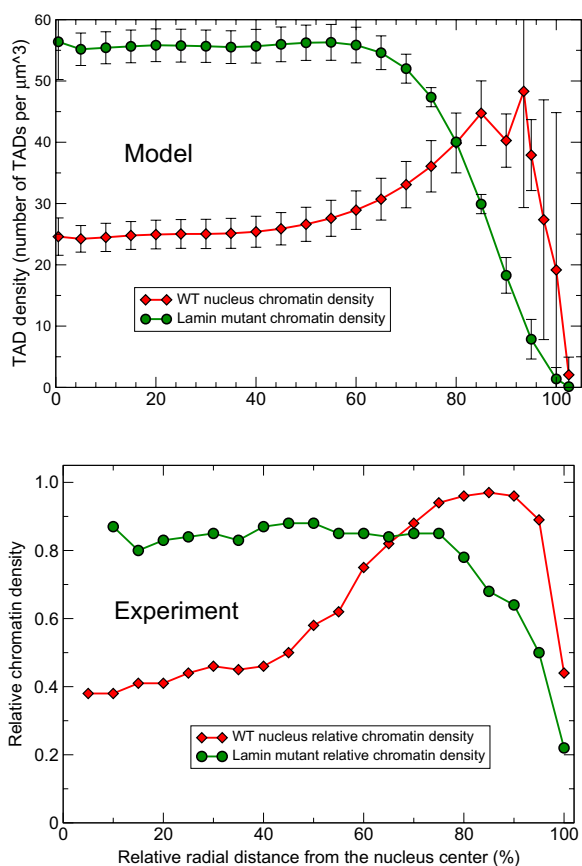 60
50
40
30
20
10
0
TAD density (number of TADs per μm^3)
Model
WT nucleus chromatin density
Lamin mutant chromatin density
0 20 40 60 80 100
1.0
0.8
0.6
0.4
0.2
0
Relative chromatin density
Experiment
WT nucleus relative chromatin density
Lamin mutant relative chromatin density
0 20 40 60 80 100
Relative radial distance from the nucleus center (%)